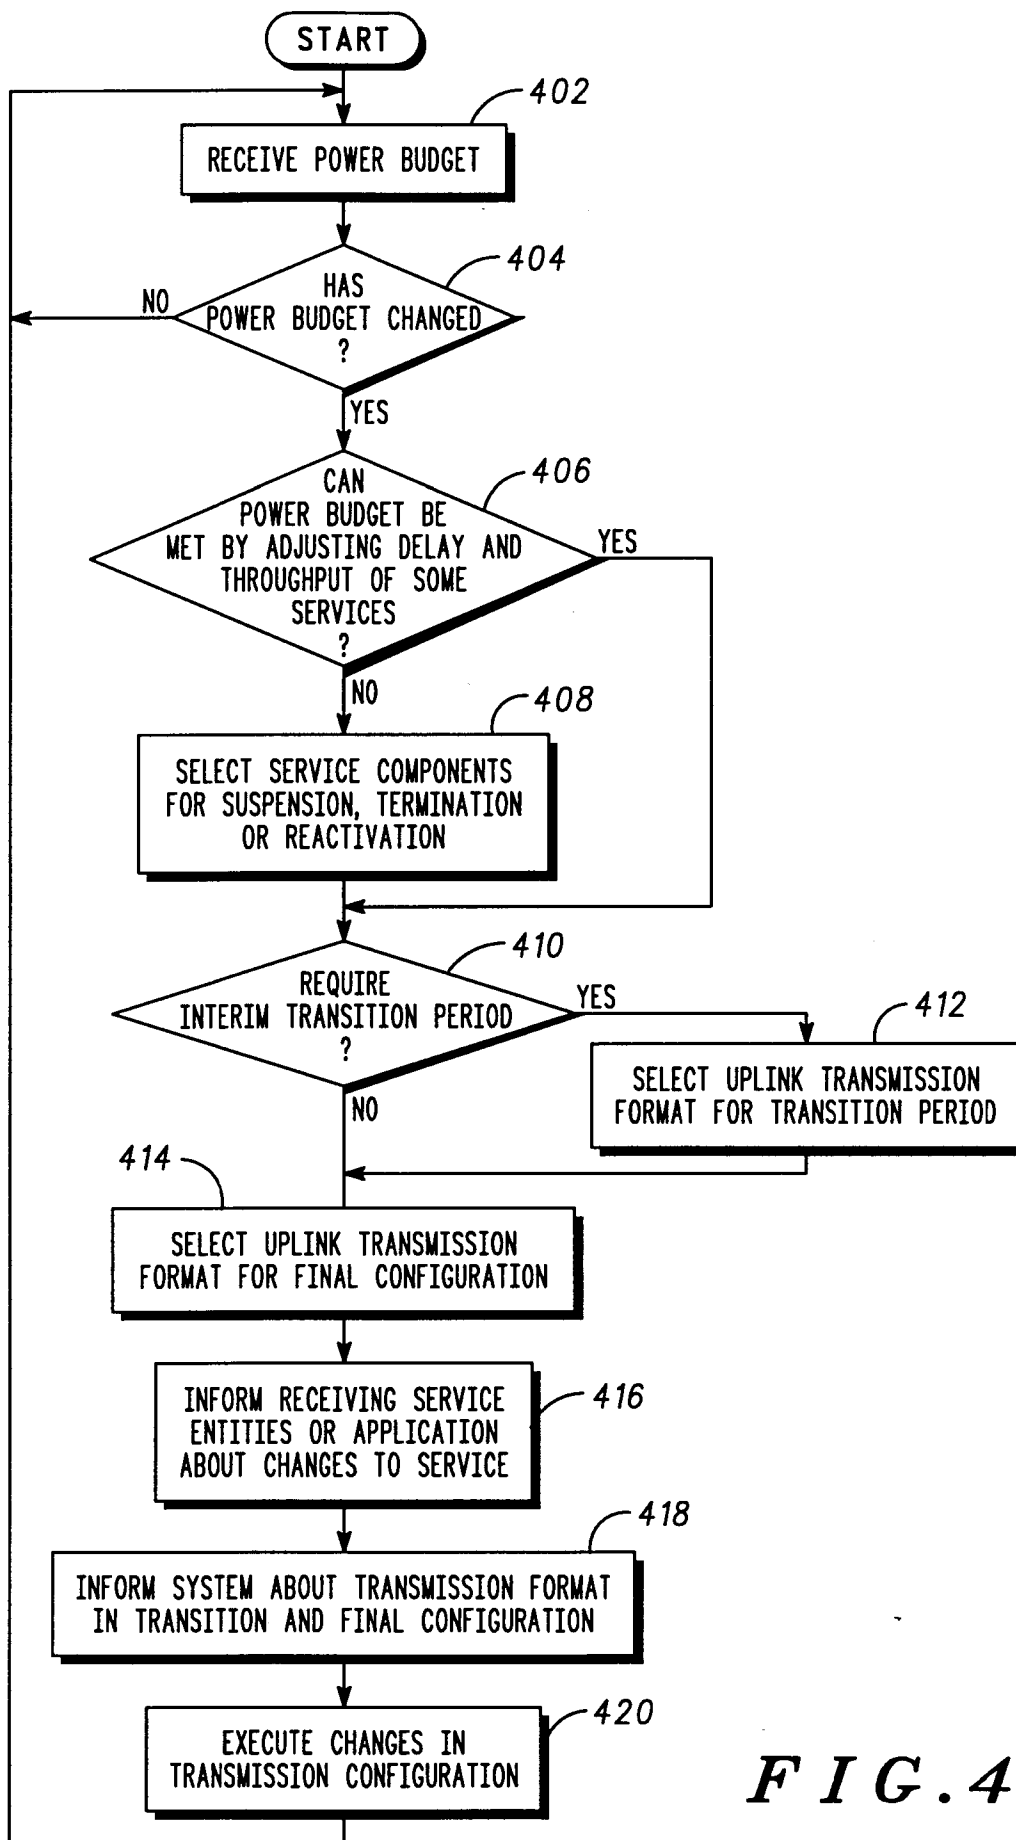 START
402
RECEIVE POWER BUDGET
404
HAS
POWER BUDGET CHANGED
?
NO
YES
406
CAN
POWER BUDGET BE
MET BY ADJUSTING DELAY AND
THROUGHPUT OF SOME
SERVICES
?
YES
NO
408
SELECT SERVICE COMPONENTS
FOR SUSPENSION, TERMINATION
OR REACTIVATION
410
REQUIRE
INTERIM TRANSITION PERIOD
?
YES
NO
412
SELECT UPLINK TRANSMISSION
FORMAT FOR TRANSITION PERIOD
414
SELECT UPLINK TRANSMISSION
FORMAT FOR FINAL CONFIGURATION
416
INFORM RECEIVING SERVICE
ENTITIES OR APPLICATION
ABOUT CHANGES TO SERVICE
418
INFORM SYSTEM ABOUT TRANSMISSION FORMAT
IN TRANSITION AND FINAL CONFIGURATION
420
EXECUTE CHANGES IN
TRANSMISSION CONFIGURATION
FIG.4